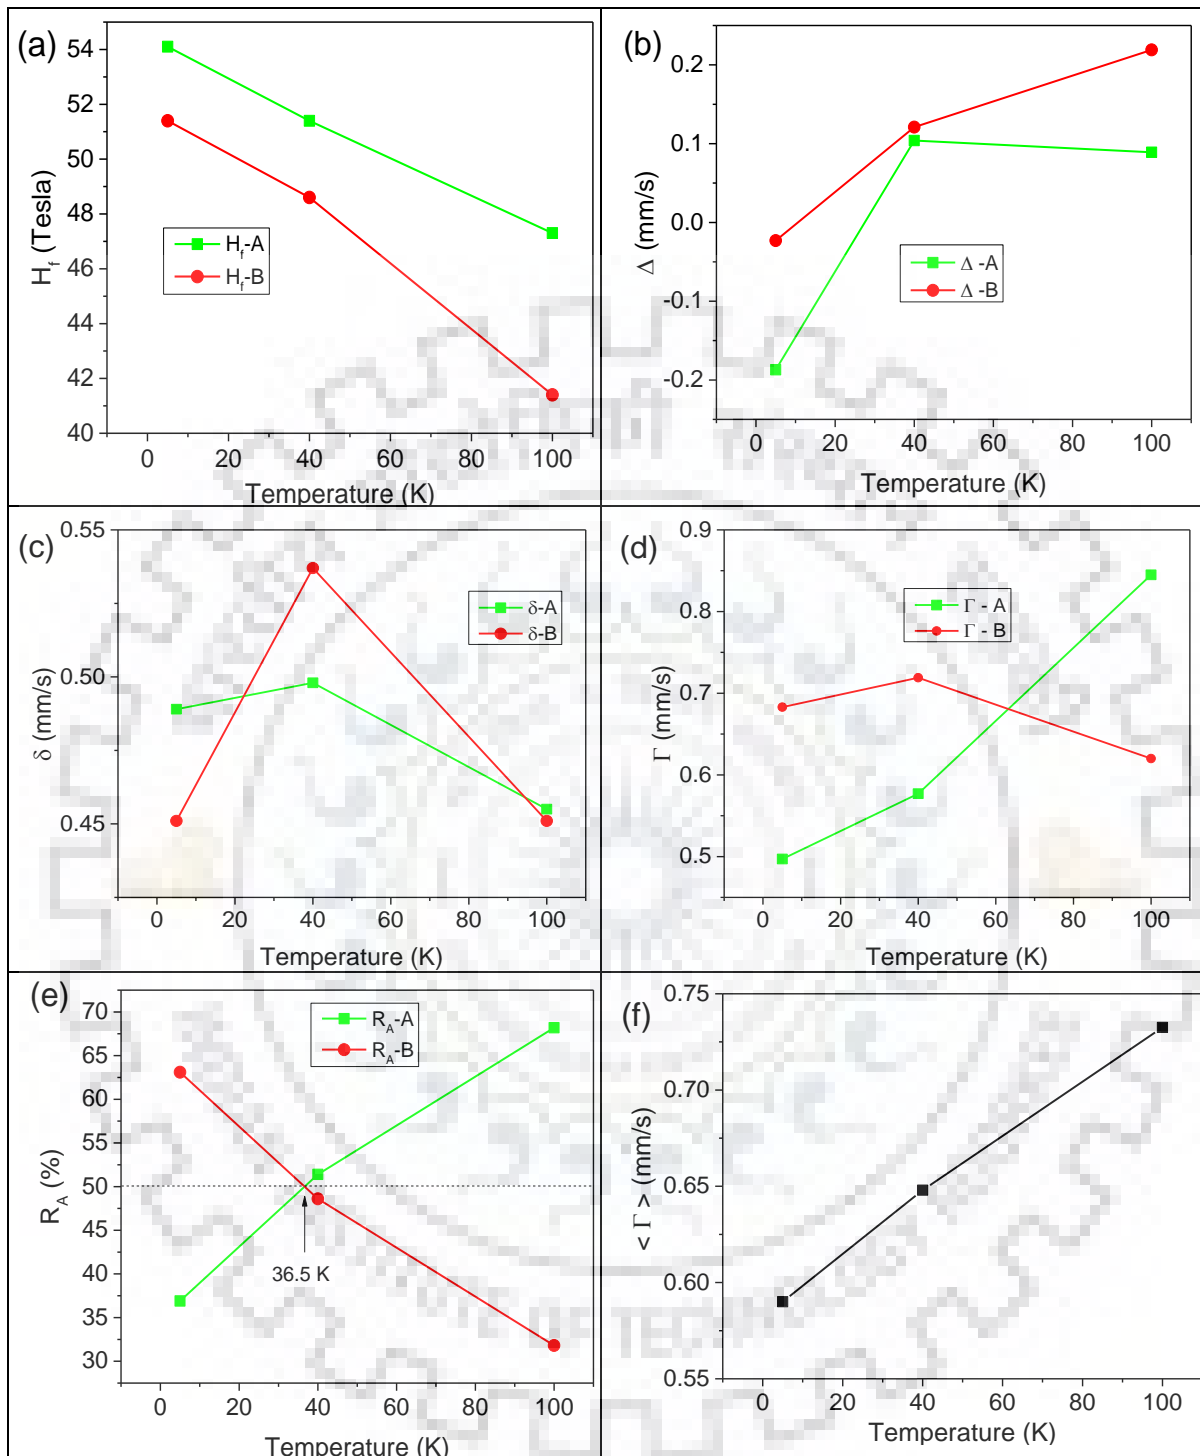 (a)
54
52
50
48
46
44
42
40
H_f (Tesla)
H_f-A
H_f-B
0 20 40 60 80 100
Temperature (K)
(b)
0.2
0.1
0.0
-0.1
-0.2
Δ (mm/s)
Δ -A
Δ -B
0 20 40 60 80 100
Temperature (K)
(c)
0.55
0.50
0.45
δ (mm/s)
δ-A
δ-B
0 20 40 60 80 100
Temperature (K)
(d)
0.9
0.8
0.7
0.6
0.5
Γ (mm/s)
Γ - A
Γ - B
0 20 40 60 80 100
Temperature (K)
(e)
70
65
60
55
50
45
40
35
30
R_A (%)
R_A-A
R_A-B
36.5 K
0 20 40 60 80 100
Temperature (K)
(f)
0.75
0.70
0.65
0.60
0.55
< Γ > (mm/s)
0 20 40 60 80 100
Temperature (K)